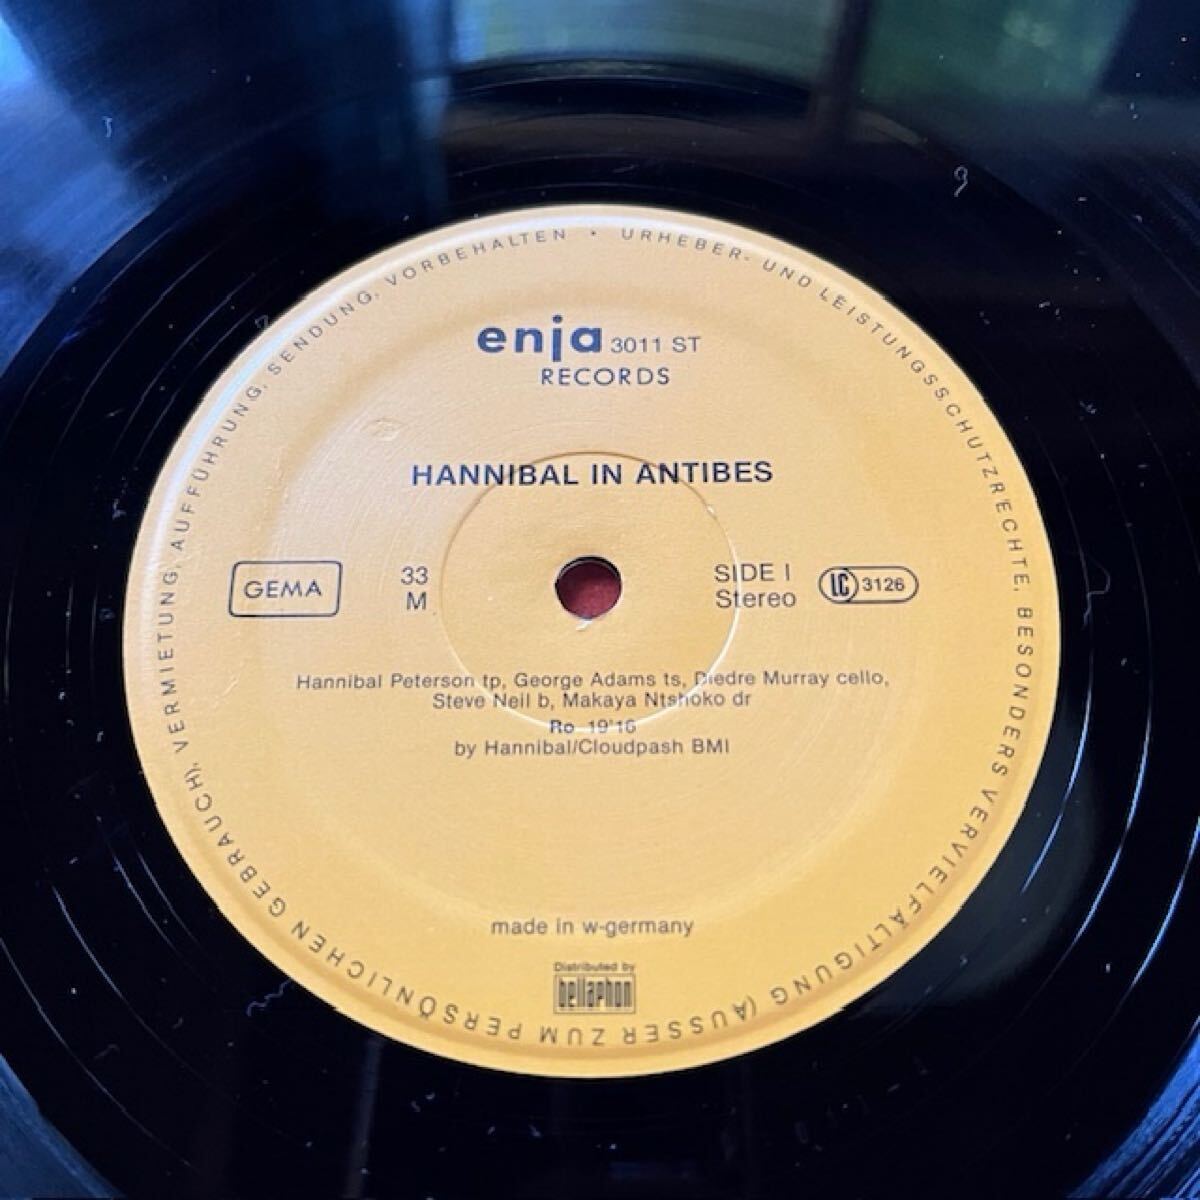 enja 3011 ST
RECORDS
HANNIBAL IN ANTIBES
GEMA
33
M
SIDE I
Stereo
LC 3126
Hannibal Peterson tp, George Adams ts, Diedre Murray cello,
Steve Neil b, Makaya Ntshoko dr
Ro 19'16
by Hannibal/Cloudpash BMI
made in w-germany
Distributed by
bellaphon
URHEBER- UND LEISTUNGSSCHUTZRECHTE, BESONDERS VERVIELFÄLTIGUNG (AUSSER ZUM PERSÖNLICHEN GEBRAUCH), VERMIETUNG, AUFFÜHRUNG, SENDUNG, VORBEHALTEN •